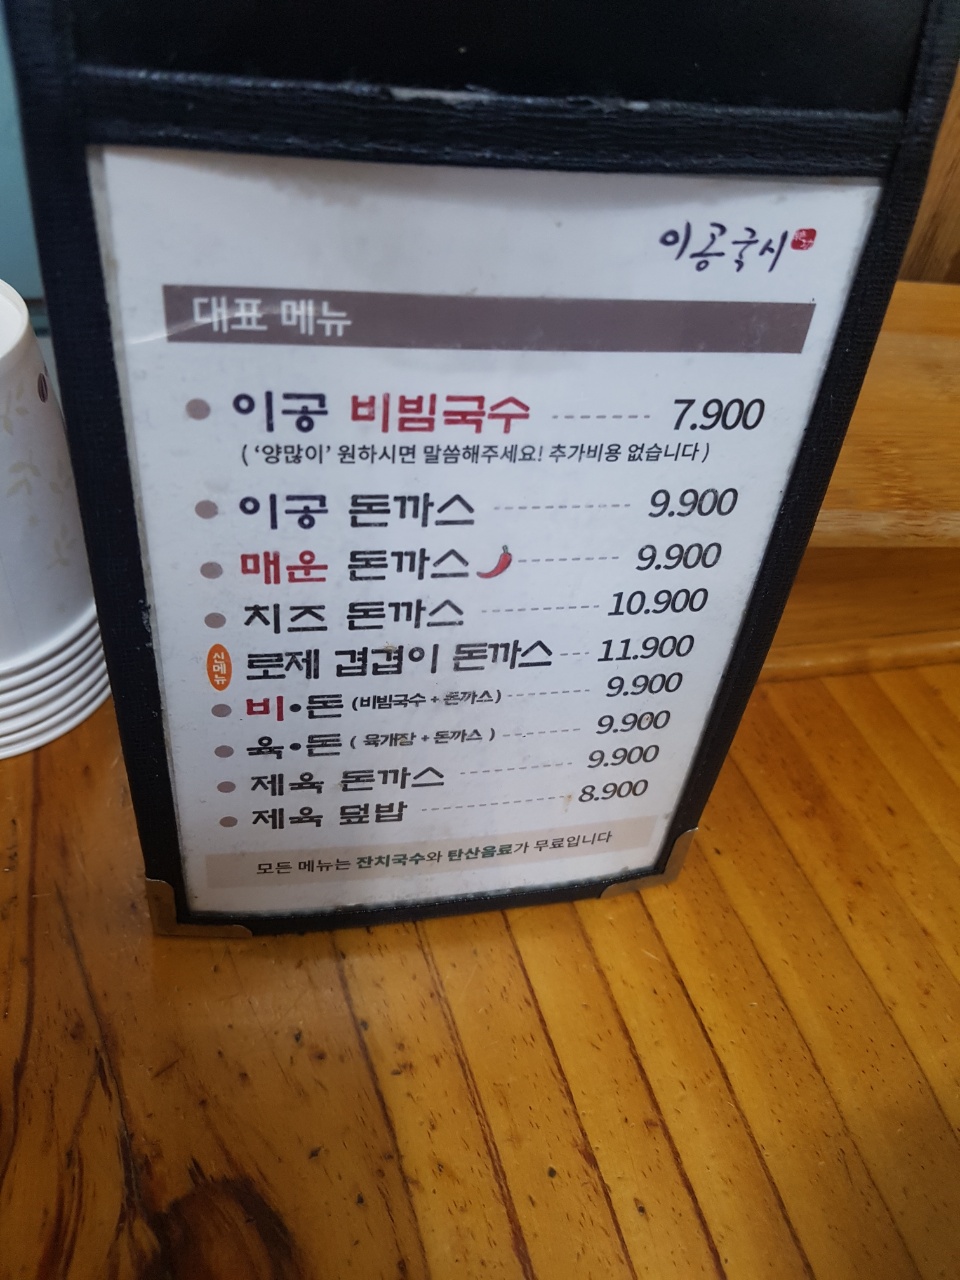 이공국시
대표 메뉴
이공 비빔국수 ------- 7.900
( '양많이' 원하시면 말씀해주세요! 추가비용 없습니다 )
이공 돈까스 ---------- 9.900
매운 돈까스 -------- 9.900
치즈 돈까스 --------- 10.900
신메뉴 로제 겹겹이 돈까스 --- 11.900
비•돈 (비빔국수 + 돈까스) -------- 9.900
육•돈 ( 육개장 + 돈까스 ) -------- 9.900
제육 돈까스 ---------- 9.900
제육 덮밥 ------------ 8.900
모든 메뉴는 잔치국수와 탄산음료가 무료입니다